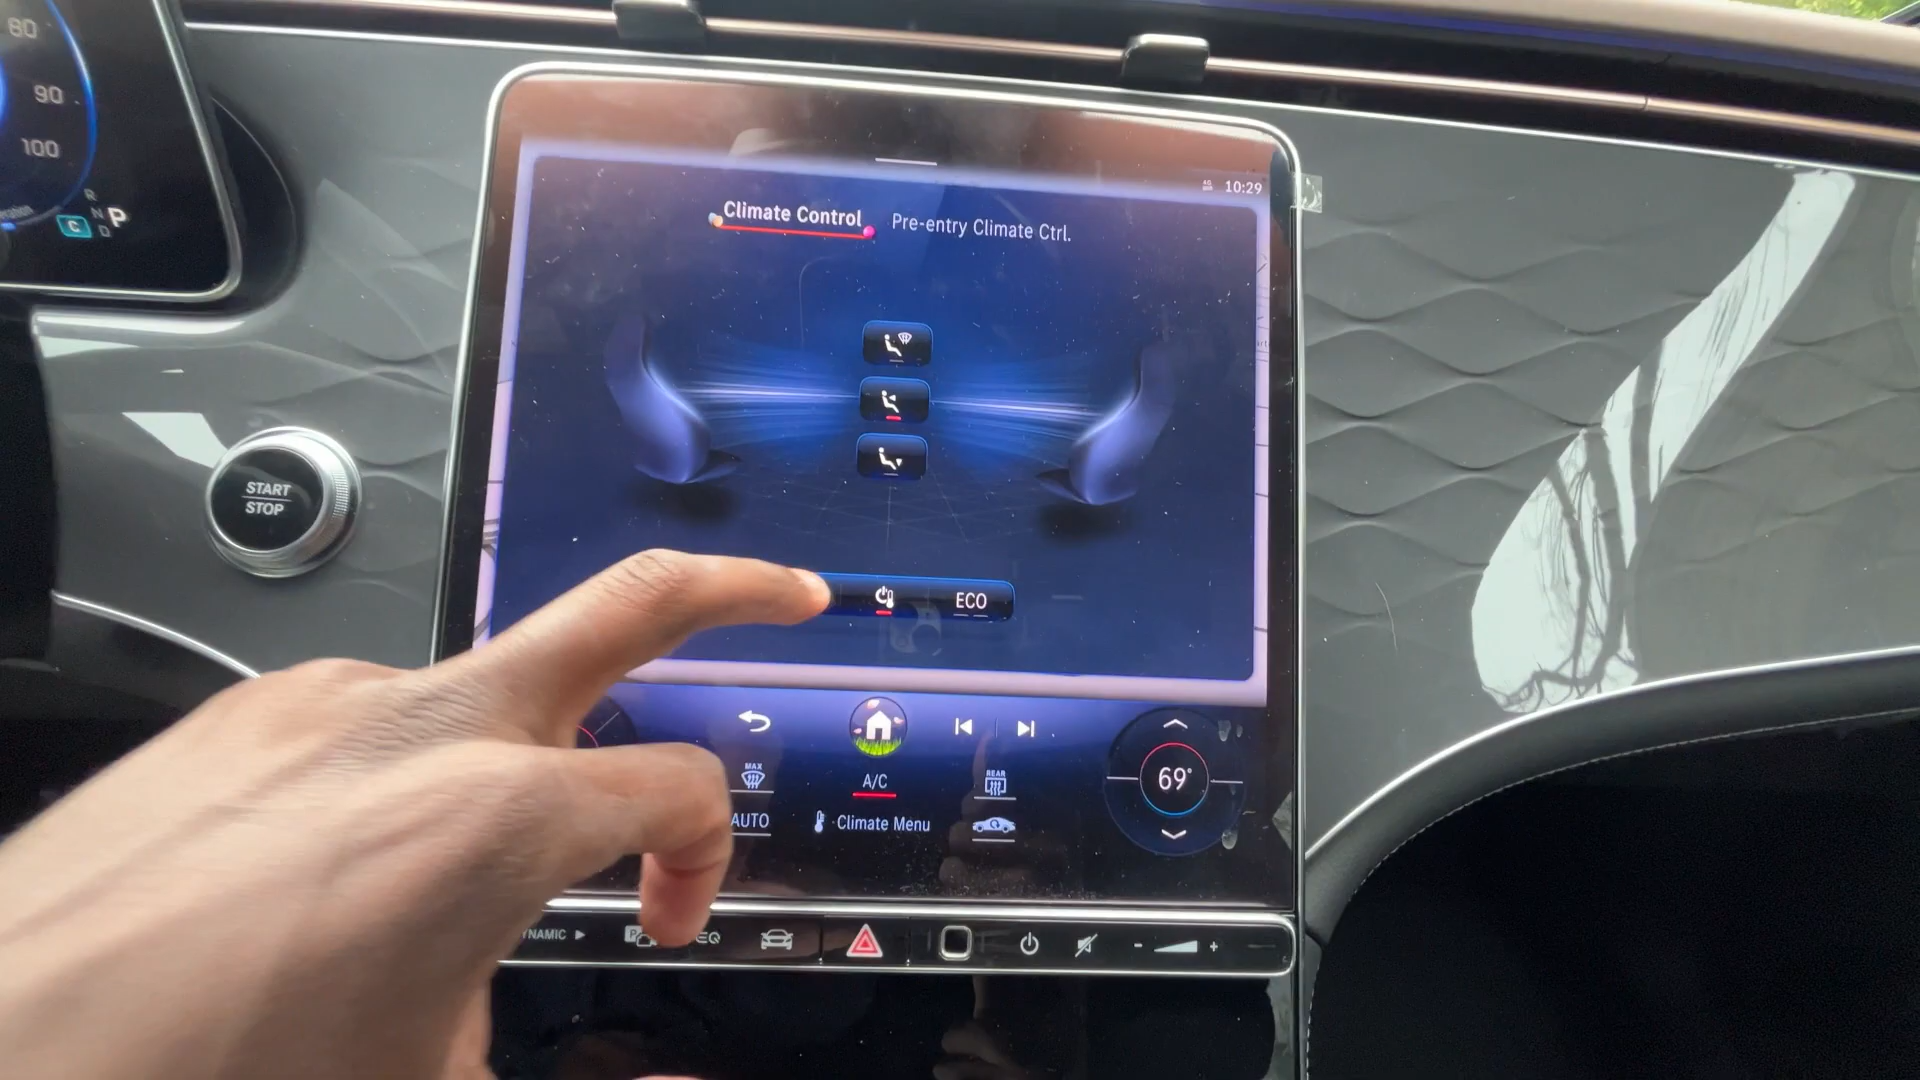 80
90
100
R
N
P
C
D
START
STOP
10:29
Climate Control
Pre-entry Climate Ctrl.
ECO
MAX
A/C
REAR
69°
AUTO
Climate Menu
YNAMIC
P
EQ
- +